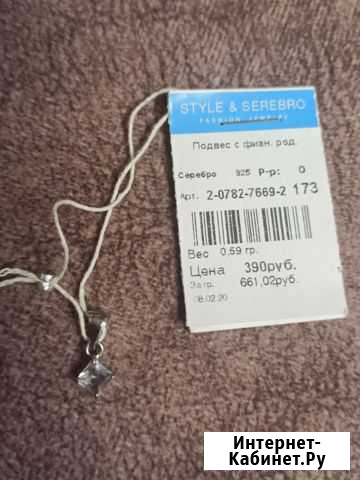 STYLE & SEREBRO
FASHION JEWELRY
Подвес с фиан. род.
Серебро 925 Р-р: 0
Арт. 2-0782-7669-2 173
Вес 0,59 гр.
Цена 390руб.
За гр. 661,02руб.
08.02.20
Интернет-
Кабинет.Ру